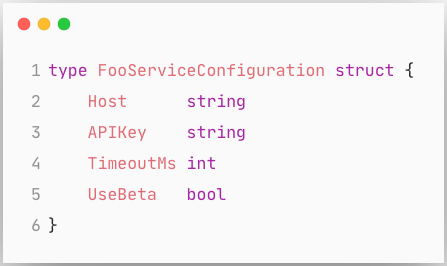 1 type FooServiceConfiguration struct {
2     Host      string
3     APIKey    string
4     TimeoutMs int
5     UseBeta   bool
6 }